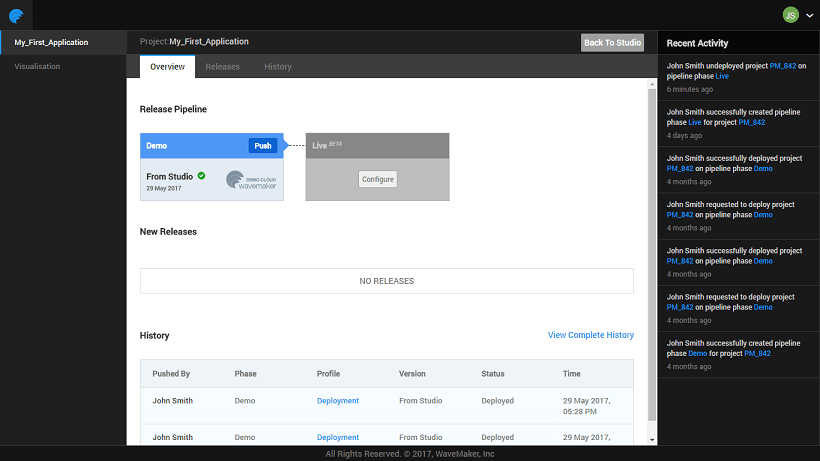 JS
My_First_Application
Visualisation
Project:My_First_Application
Back To Studio
Overview
Releases
History
Release Pipeline
Demo
Push
Live BETA
From Studio
29 May 2017
DEMO CLOUD
wavemaker
Configure
New Releases
NO RELEASES
History
View Complete History
Pushed By Phase Profile Version Status Time
John Smith Demo Deployment From Studio Deployed 29 May 2017,
05:28 PM
John Smith Demo Deployment From Studio Deployed 29 May 2017,
Recent Activity
John Smith undeployed project PM_842 on
pipeline phase Live
6 minutes ago
John Smith successfully created pipeline
phase Live for project PM_842
4 days ago
John Smith successfully deployed project
PM_842 on pipeline phase Demo
4 months ago
John Smith requested to deploy project
PM_842 on pipeline phase Demo
4 months ago
John Smith successfully deployed project
PM_842 on pipeline phase Demo
4 months ago
John Smith requested to deploy project
PM_842 on pipeline phase Demo
4 months ago
John Smith successfully created pipeline
phase Demo for project PM_842
4 months ago
All Rights Reserved. © 2017, WaveMaker, Inc